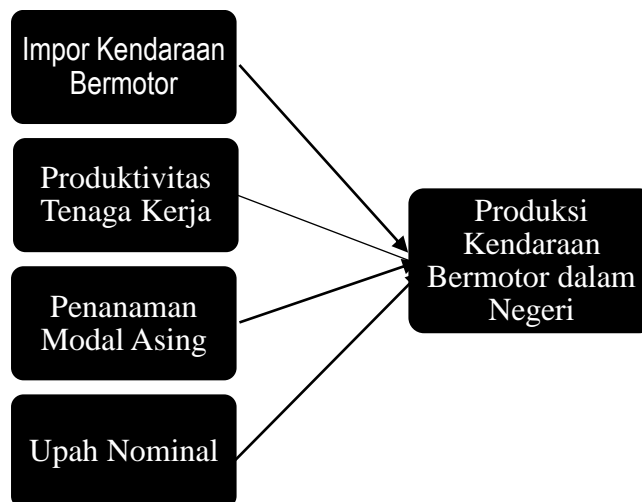 Impor Kendaraan
Bermotor
Produktivitas
Tenaga Kerja
Penanaman
Modal Asing
Upah Nominal
Produksi
Kendaraan
Bermotor dalam
Negeri